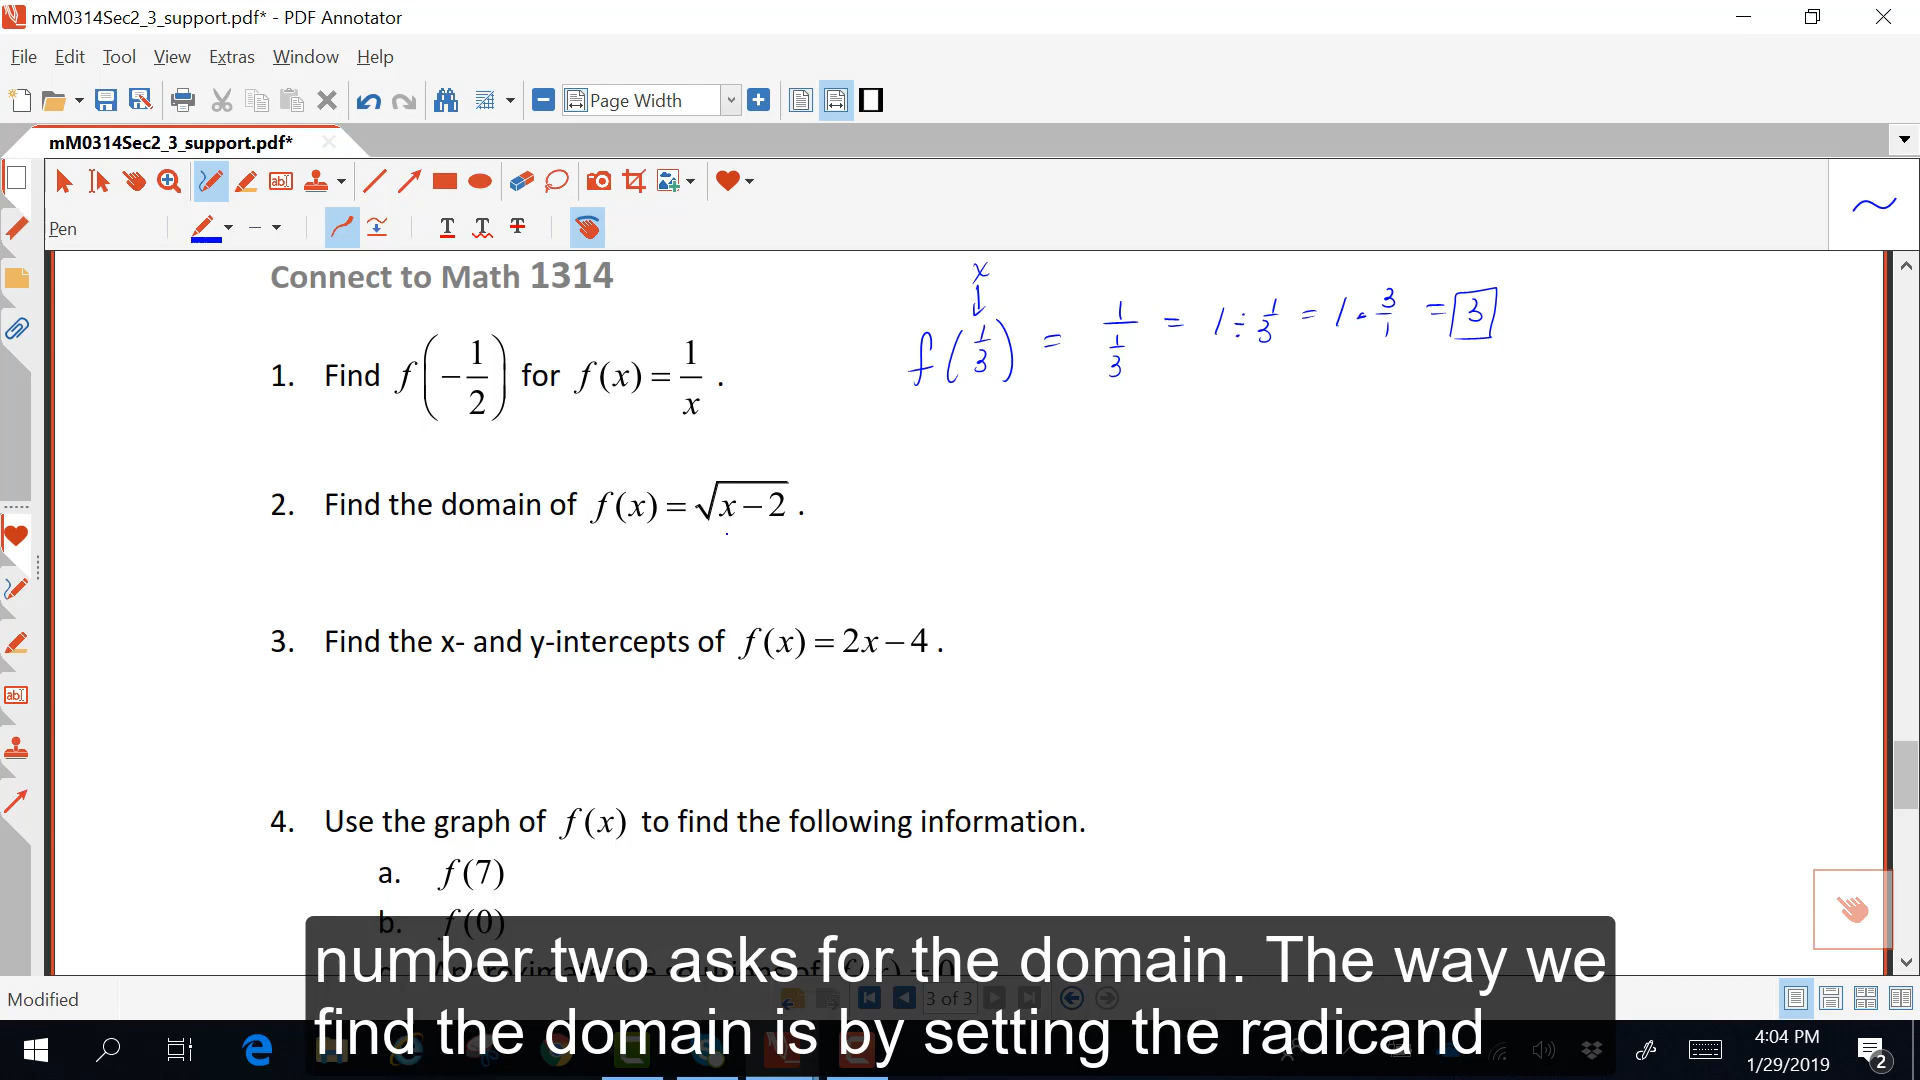 mM0314Sec2_3_support.pdf* - PDF Annotator
File Edit Tool View Extras Window Help
Page Width
mM0314Sec2_3_support.pdf*
Pen
Connect to Math 1314
x
f(1/3) = 1/(1/3) = 1 ÷ 1/3 = 1 · 3/1 = 3
1. Find f(-1/2) for f(x) = 1/x .
2. Find the domain of f(x) = √(x-2) .
3. Find the x- and y-intercepts of f(x) = 2x - 4 .
4. Use the graph of f(x) to find the following information.
a. f(7)
b. f(0)
number two asks for the domain. The way we
find the domain is by setting the radicand
Modified
3 of 3
4:04 PM
1/29/2019
2